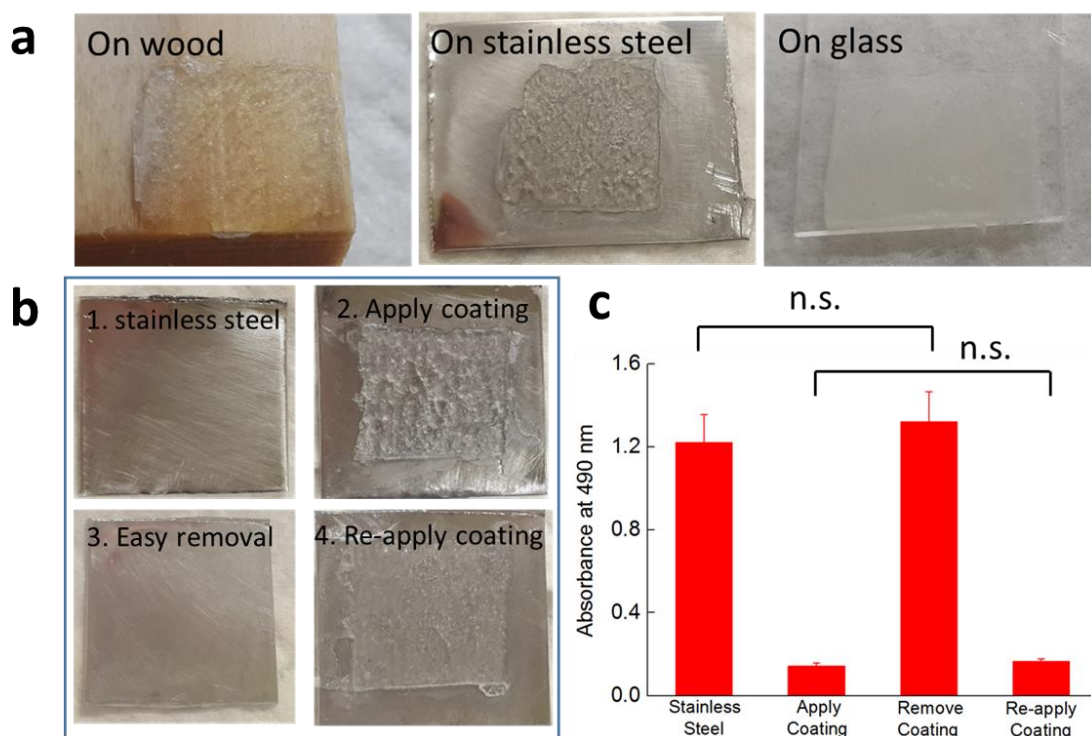 a
On wood
On stainless steel
On glass
b
1. stainless steel
2. Apply coating
3. Easy removal
4. Re-apply coating
c
n.s.
n.s.
Absorbance at 490 nm
1.6
1.2
0.8
0.4
0.0
Stainless
Steel
Apply
Coating
Remove
Coating
Re-apply
Coating